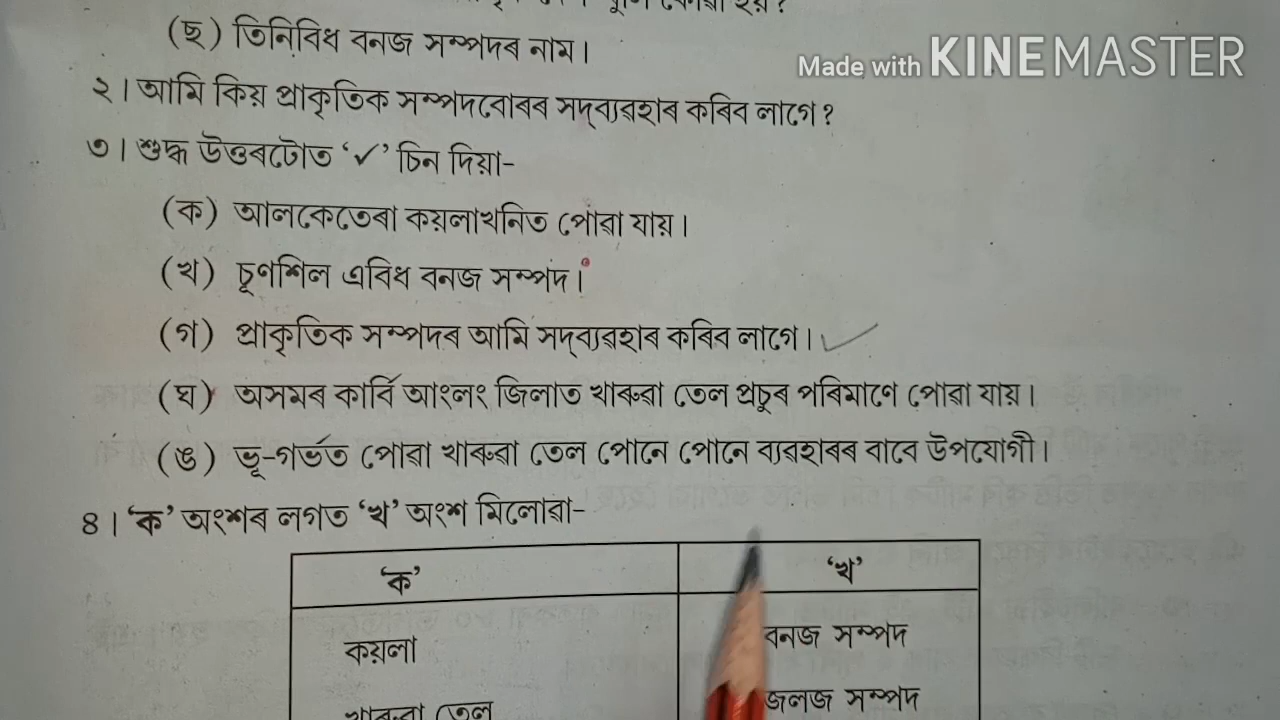 (ছ) তিনিবিধ বনজ সম্পদৰ নাম।
Made with KINEMASTER
২। আমি কিয় প্ৰাকৃতিক সম্পদবোৰৰ সদ্‌ব্যৱহাৰ কৰিব লাগে?
৩। শুদ্ধ উত্তৰটোত ‘✓’ চিন দিয়া-
(ক) আলকেতেৰা কয়লাখনিত পোৱা যায়।
(খ) চূণশিল এবিধ বনজ সম্পদ।
(গ) প্ৰাকৃতিক সম্পদৰ আমি সদ্‌ব্যৱহাৰ কৰিব লাগে।
(ঘ) অসমৰ কাৰ্বি আংলং জিলাত খাৰুৱা তেল প্ৰচুৰ পৰিমাণে পোৱা যায়।
(ঙ) ভূ-গৰ্ভত পোৱা খাৰুৱা তেল পোনে পোনে ব্যৱহাৰৰ বাবে উপযোগী।
৪। ‘ক’ অংশৰ লগত ‘খ’ অংশ মিলোৱা-
‘ক’ ‘খ’
কয়লা বনজ সম্পদ
খাৰুৱা তেল জলজ সম্পদ